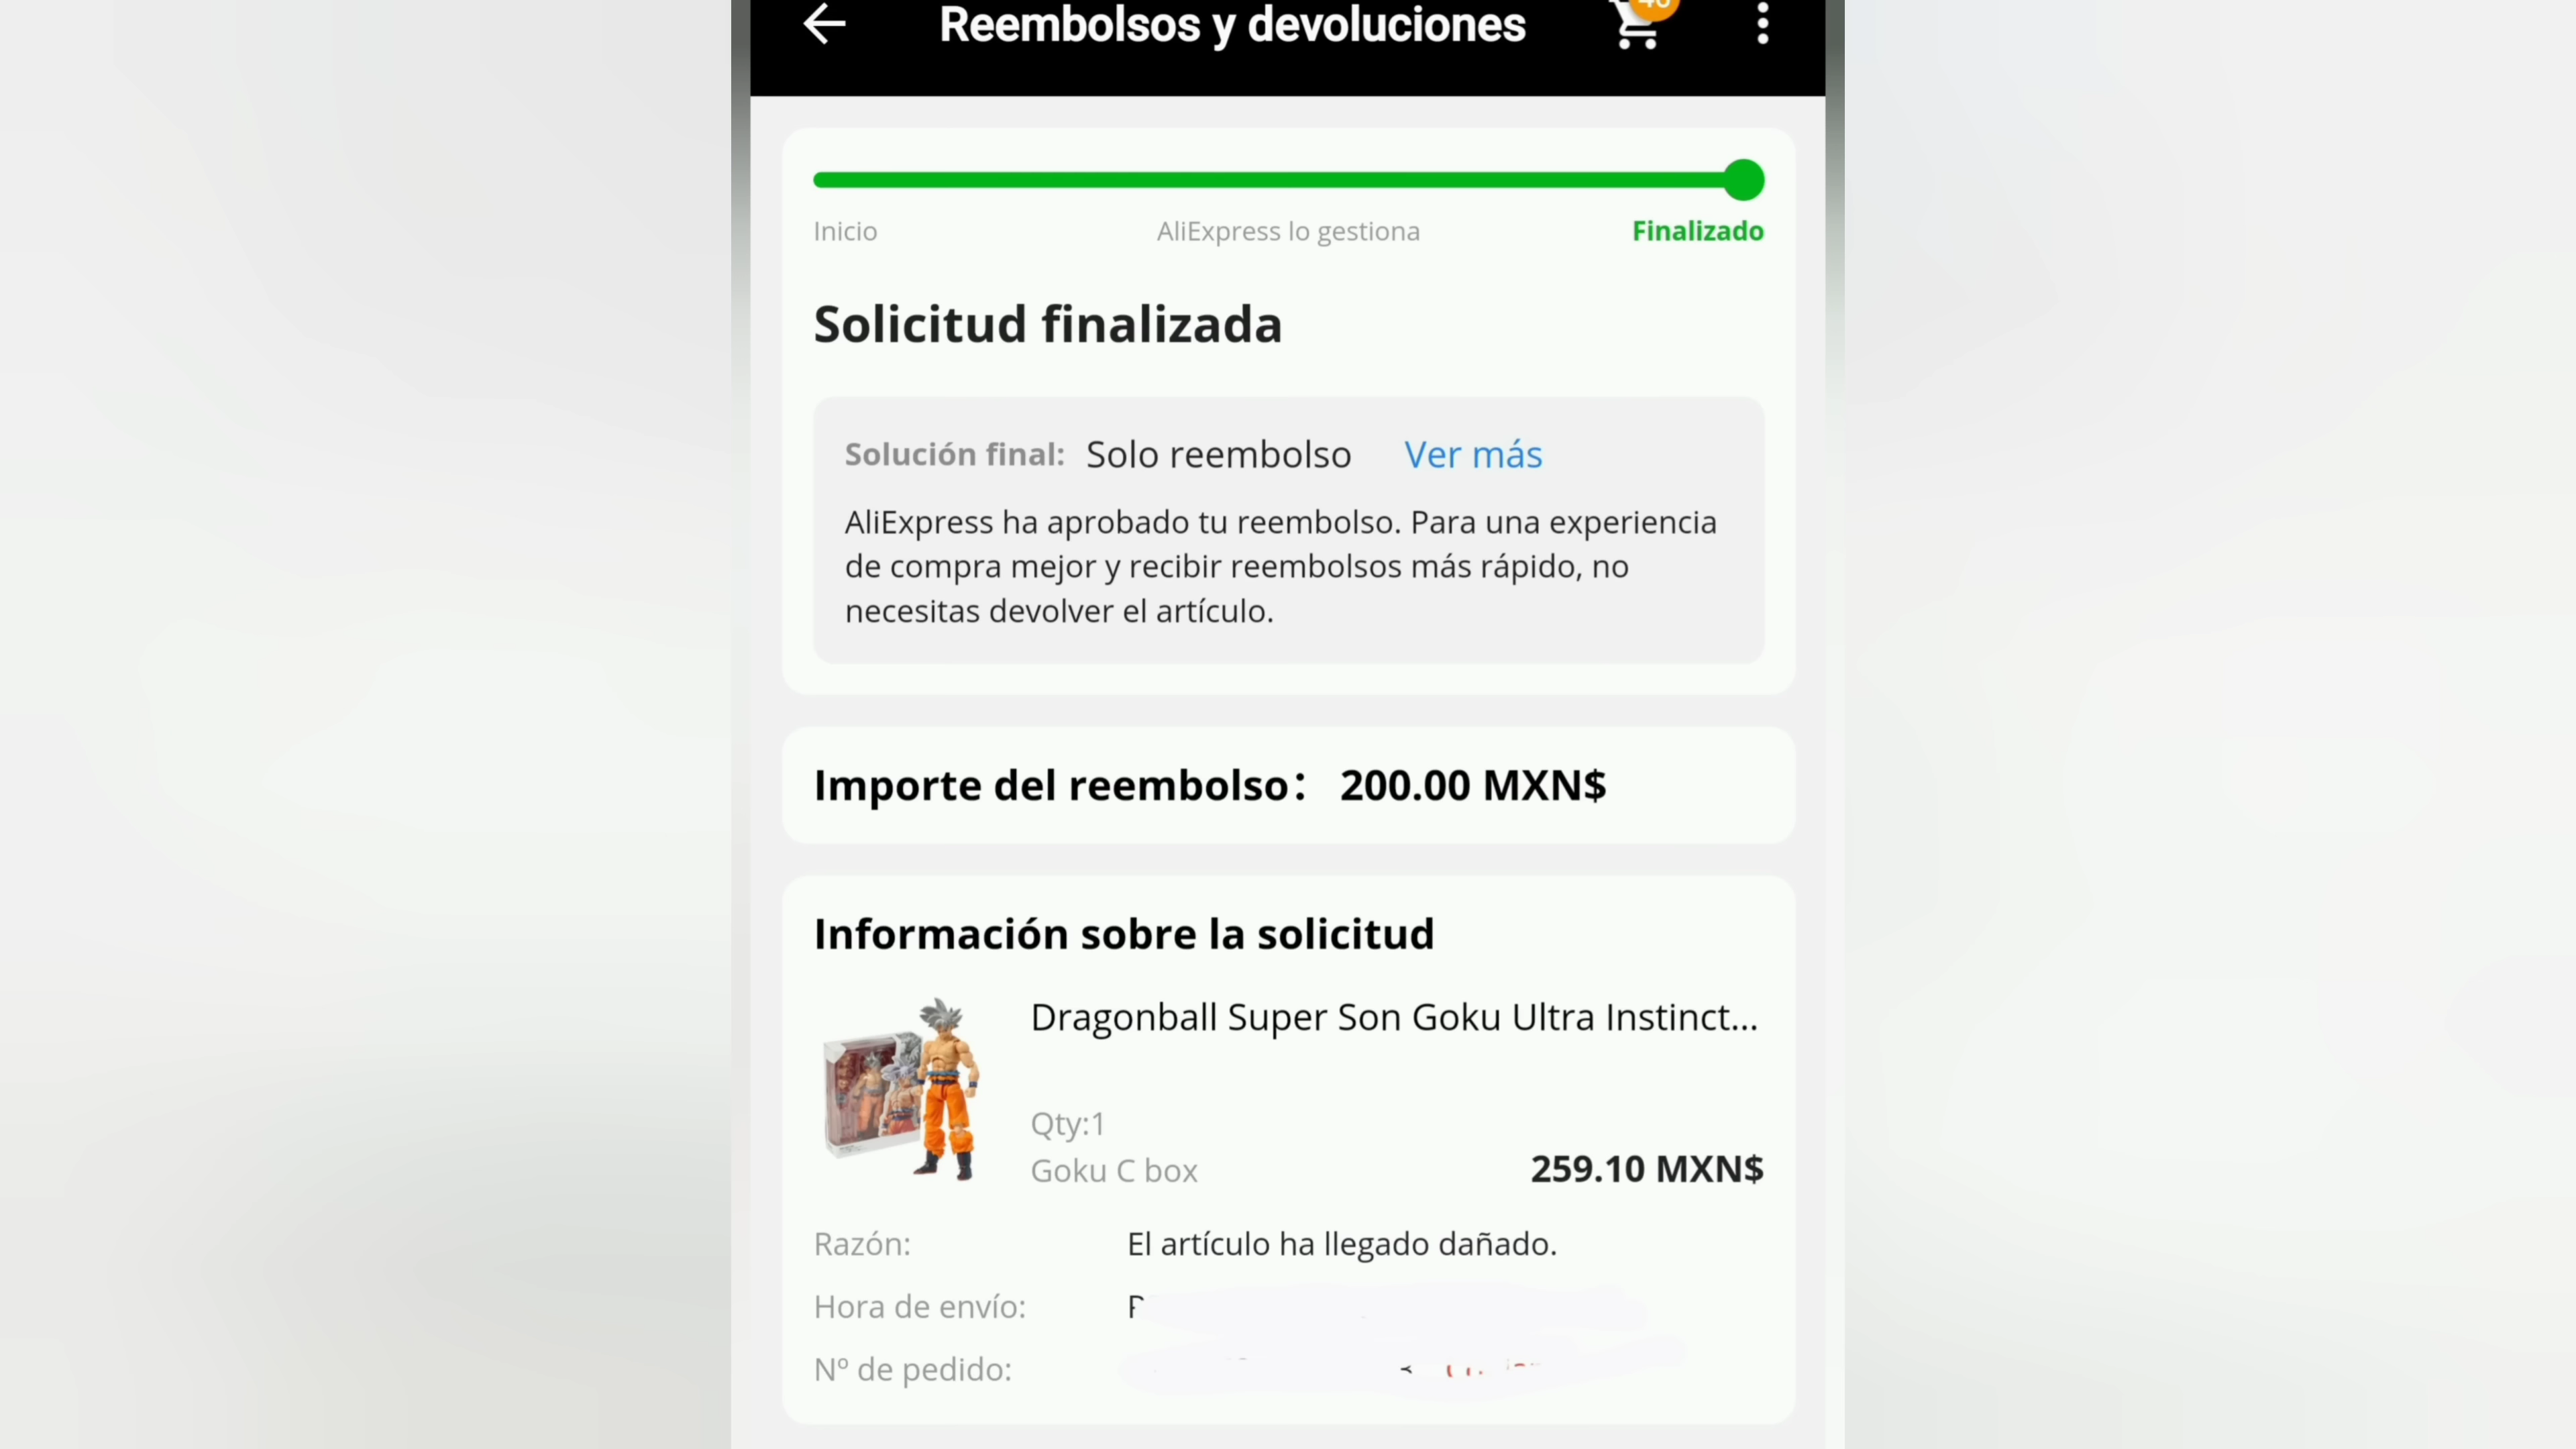 Reembolsos y devoluciones
Inicio
AliExpress lo gestiona
Finalizado
Solicitud finalizada
Solución final: Solo reembolso Ver más
AliExpress ha aprobado tu reembolso. Para una experiencia
de compra mejor y recibir reembolsos más rápido, no
necesitas devolver el artículo.
Importe del reembolso: 200.00 MXN$
Información sobre la solicitud
Dragonball Super Son Goku Ultra Instinct...
Qty:1
Goku C box
259.10 MXN$
Razón: El artículo ha llegado dañado.
Hora de envío:
Nº de pedido: